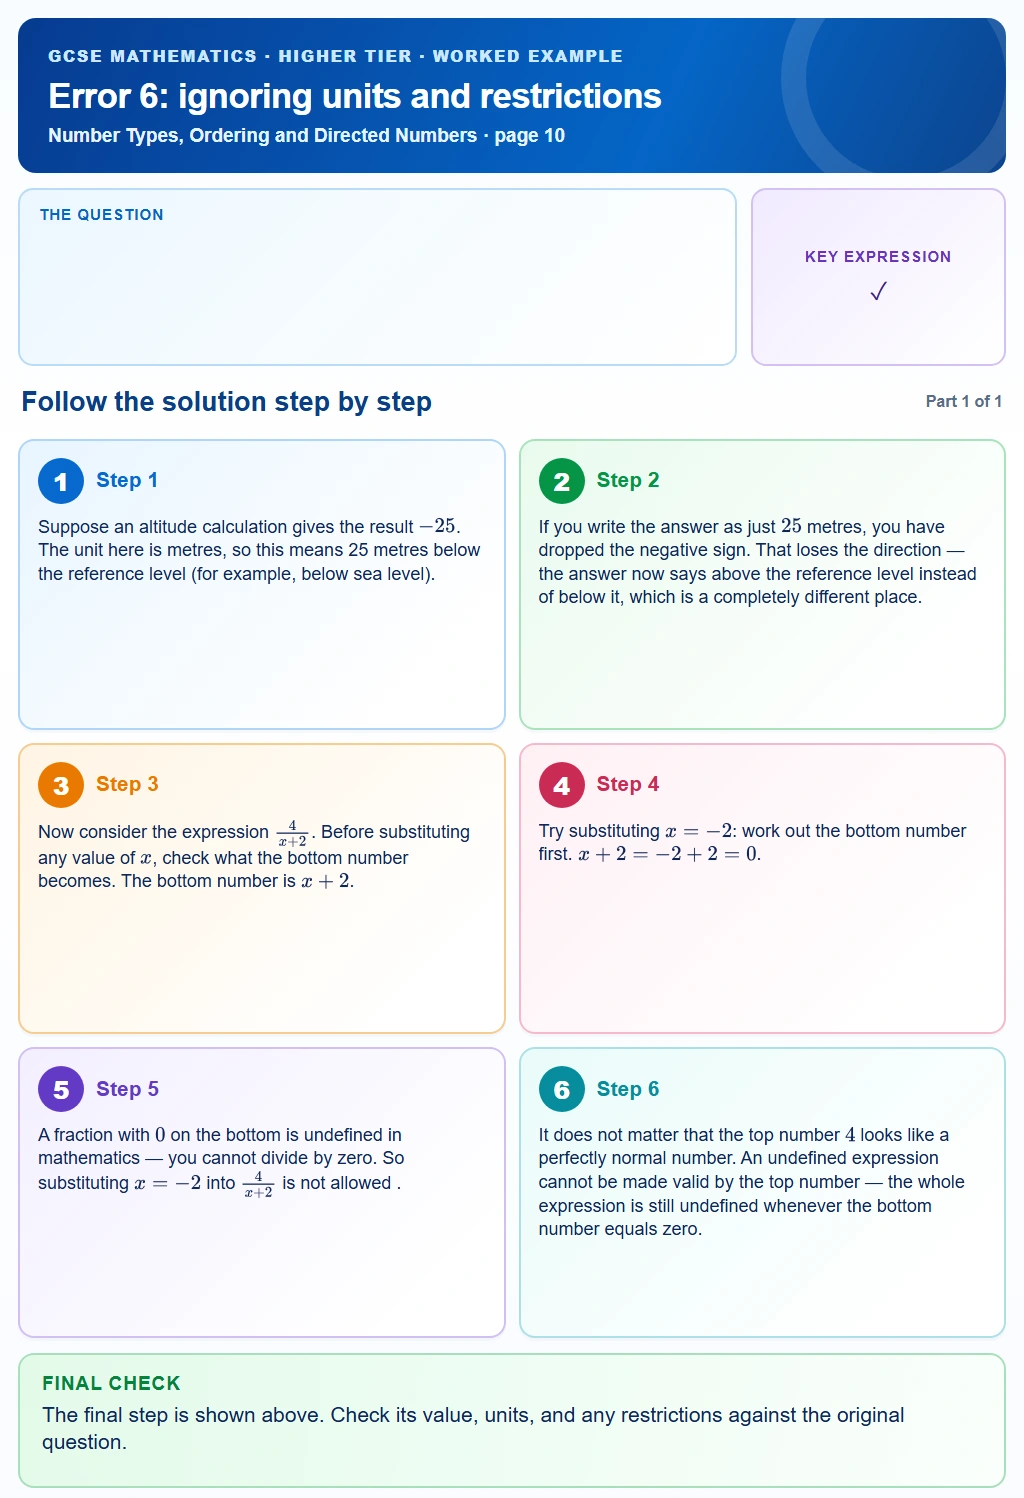 GCSE MATHEMATICS · HIGHER TIER · WORKED EXAMPLE
Error 6: ignoring units and restrictions
Number Types, Ordering and Directed Numbers · page 10
THE QUESTION
KEY EXPRESSION
✓
Follow the solution step by step
Part 1 of 1
1 Step 1
Suppose an altitude calculation gives the result −25.
The unit here is metres, so this means 25 metres below
the reference level (for example, below sea level).
2 Step 2
If you write the answer as just 25 metres, you have
dropped the negative sign. That loses the direction —
the answer now says above the reference level instead
of below it, which is a completely different place.
3 Step 3
Now consider the expression 4/(x+2). Before substituting
any value of x, check what the bottom number
becomes. The bottom number is x + 2.
4 Step 4
Try substituting x = −2: work out the bottom number
first. x + 2 = −2 + 2 = 0.
5 Step 5
A fraction with 0 on the bottom is undefined in
mathematics — you cannot divide by zero. So
substituting x = −2 into 4/(x+2) is not allowed .
6 Step 6
It does not matter that the top number 4 looks like a
perfectly normal number. An undefined expression
cannot be made valid by the top number — the whole
expression is still undefined whenever the bottom
number equals zero.
FINAL CHECK
The final step is shown above. Check its value, units, and any restrictions against the original
question.